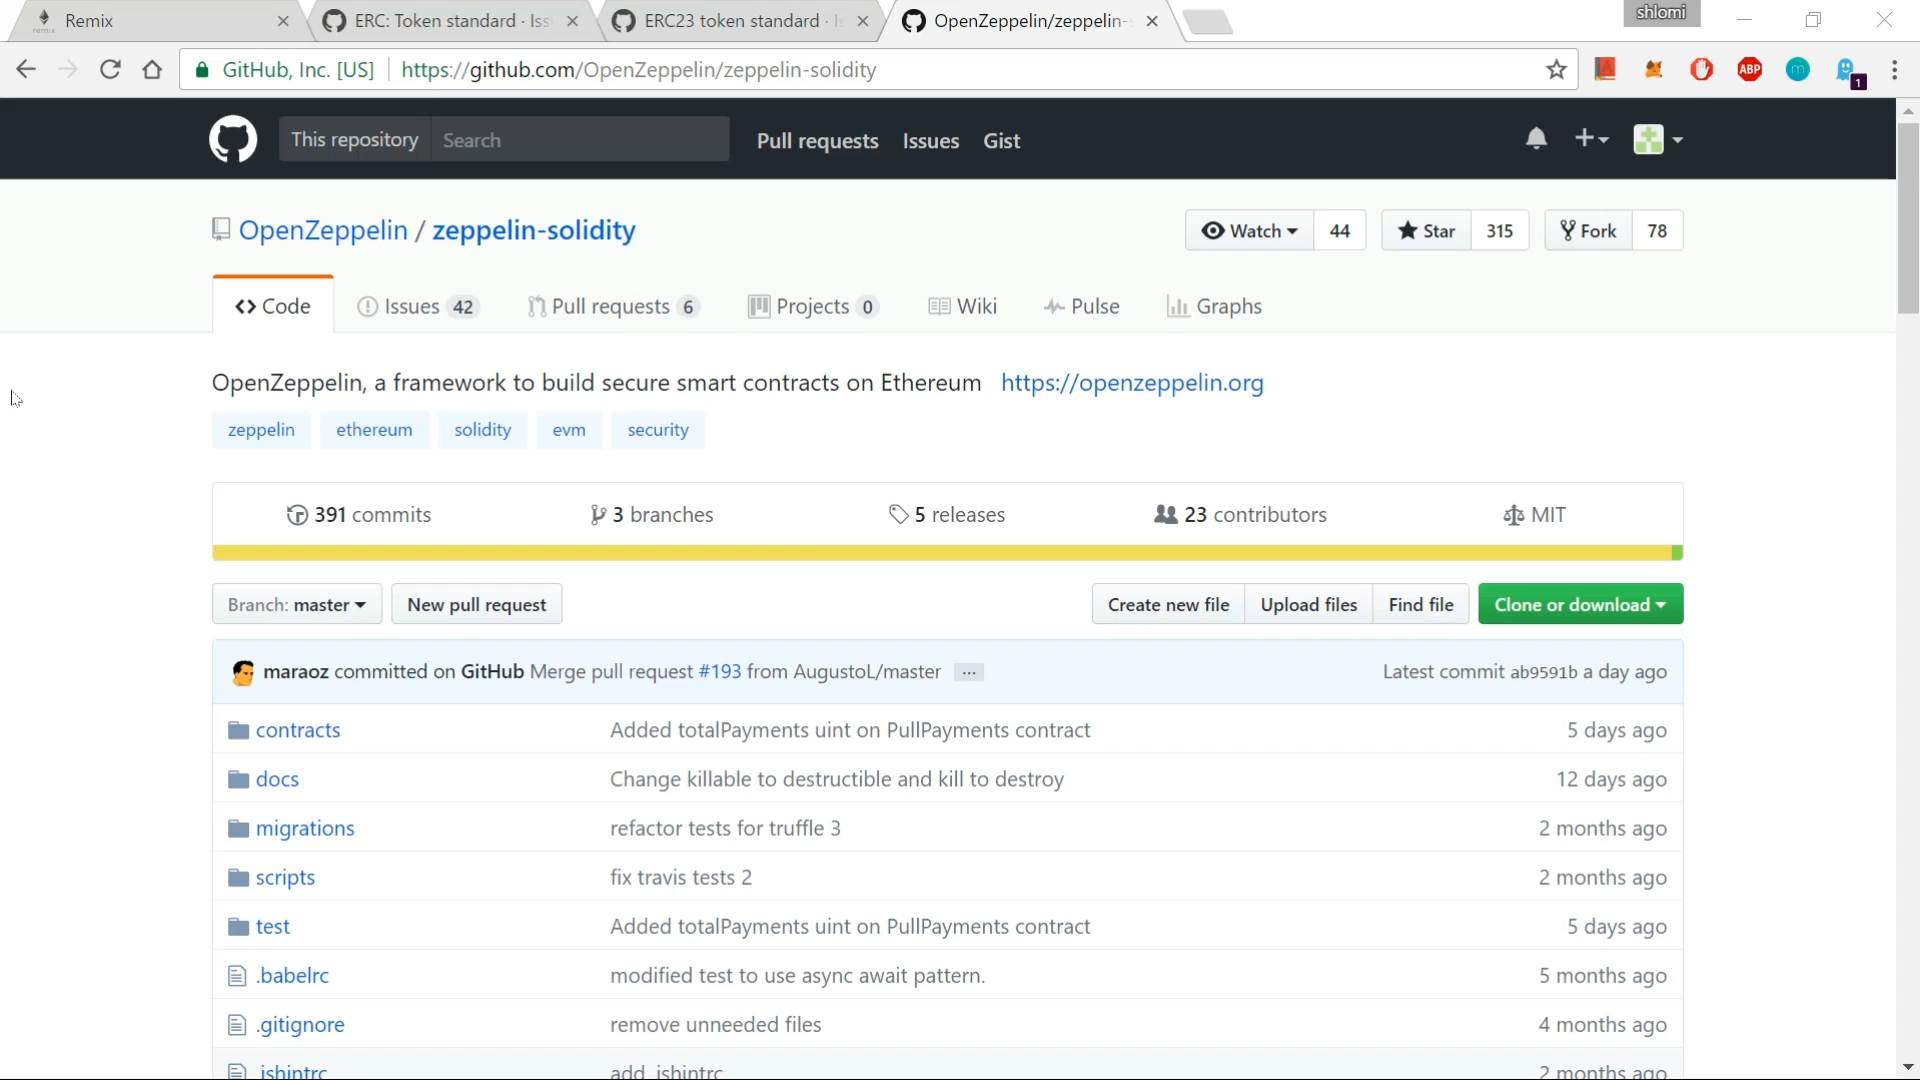 Remix
ERC: Token standard · Iss
ERC23 token standard · I
OpenZeppelin/zeppelin-s
shlomi
GitHub, Inc. [US]
https://github.com/OpenZeppelin/zeppelin-solidity
ABP
m
1
This repository
Search
Pull requests
Issues
Gist
OpenZeppelin / zeppelin-solidity
Watch 44
Star 315
Fork 78
Code
Issues 42
Pull requests 6
Projects 0
Wiki
Pulse
Graphs
OpenZeppelin, a framework to build secure smart contracts on Ethereum https://openzeppelin.org
zeppelin ethereum solidity evm security
391 commits
3 branches
5 releases
23 contributors
MIT
Branch: master
New pull request
Create new file
Upload files
Find file
Clone or download
maraoz committed on GitHub Merge pull request #193 from AugustoL/master ... Latest commit ab9591b a day ago
contracts Added totalPayments uint on PullPayments contract 5 days ago
docs Change killable to destructible and kill to destroy 12 days ago
migrations refactor tests for truffle 3 2 months ago
scripts fix travis tests 2 2 months ago
test Added totalPayments uint on PullPayments contract 5 days ago
.babelrc modified test to use async await pattern. 5 months ago
.gitignore remove unneeded files 4 months ago
.jshintrc add .jshintrc 2 months ago